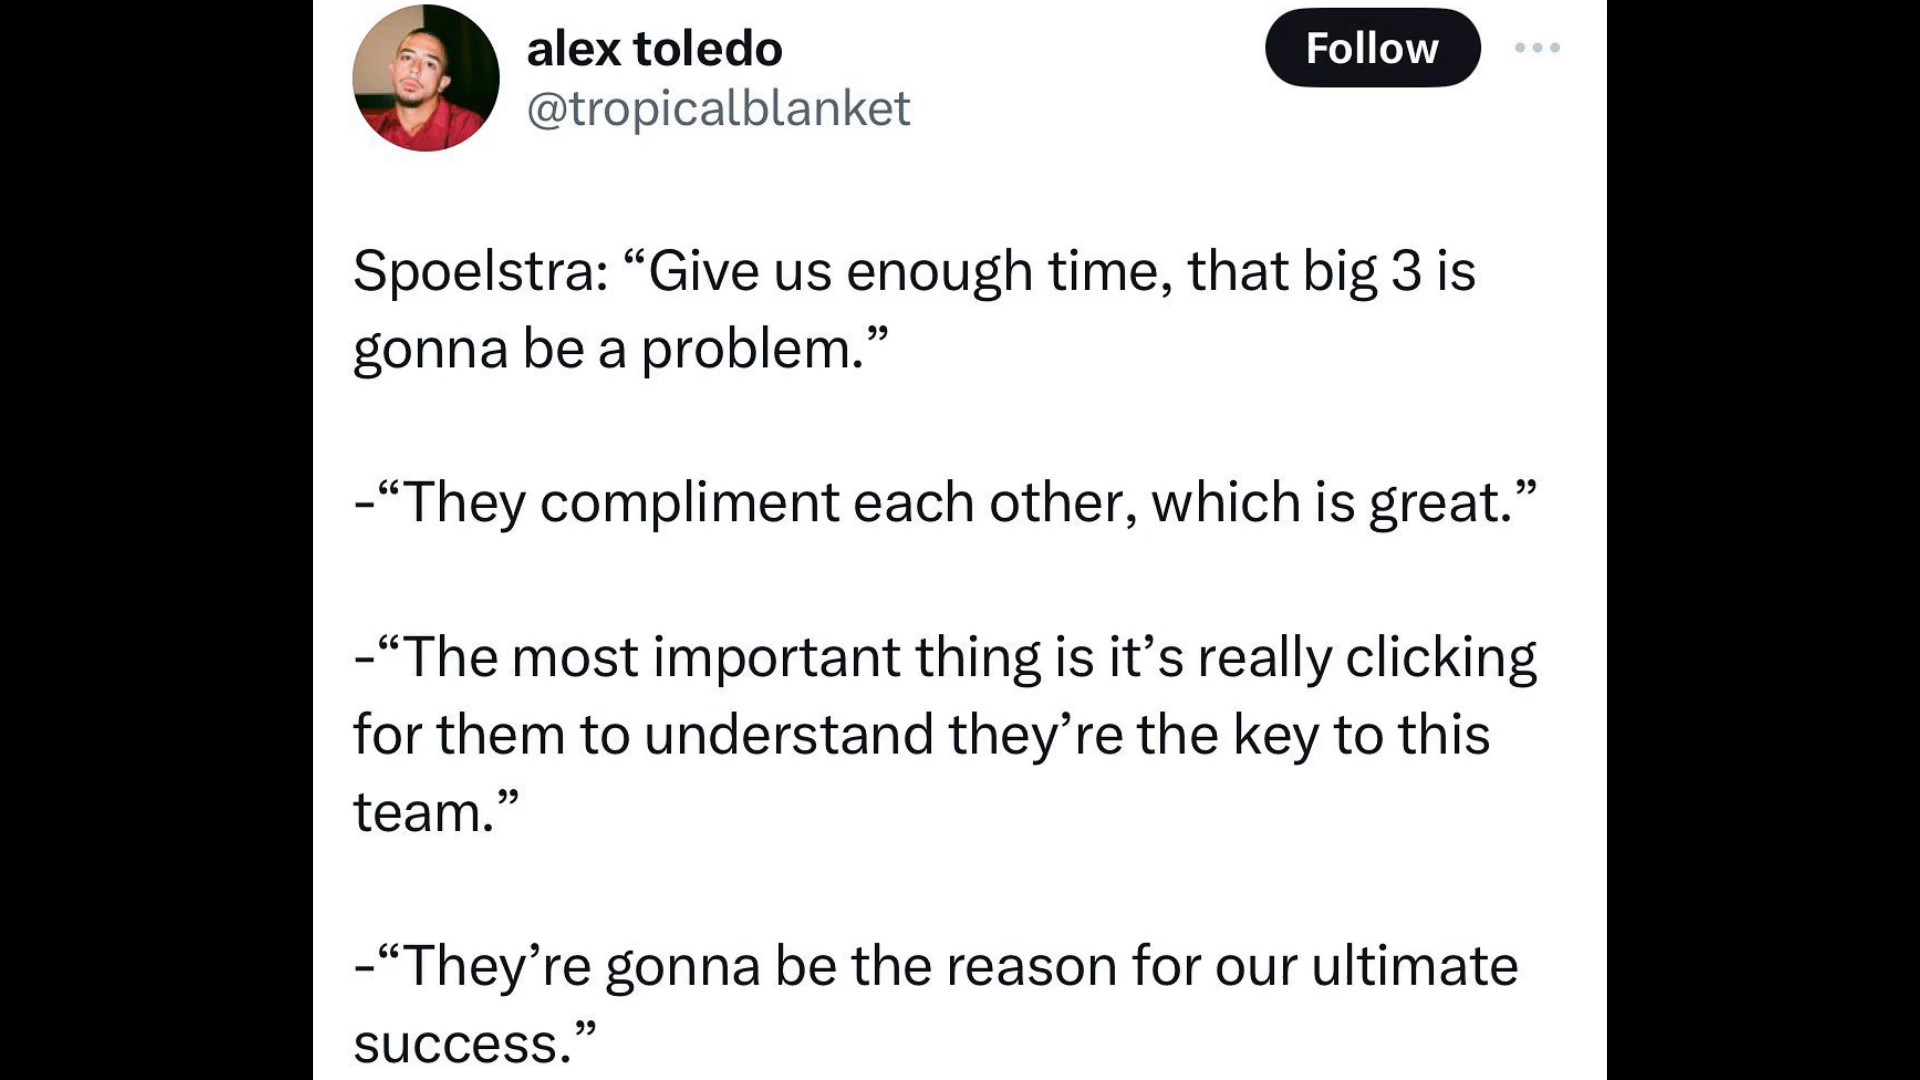 alex toledo
Follow
@tropicalblanket
Spoelstra: “Give us enough time, that big 3 is
gonna be a problem.”
-“They compliment each other, which is great.”
-“The most important thing is it’s really clicking
for them to understand they’re the key to this
team.”
-“They’re gonna be the reason for our ultimate
success.”